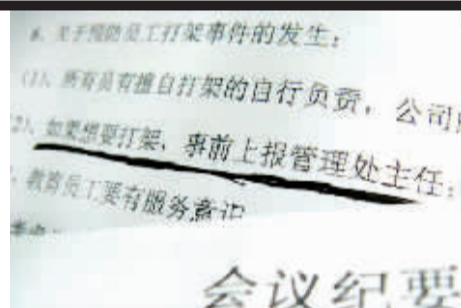 6、关于预防员工打架事件的发生：
(1)、所有员有擅自打架的自行负责，公司
2)、如果想要打架，事前上报管理处主任；
、教育员工要有服务意识
会议纪要